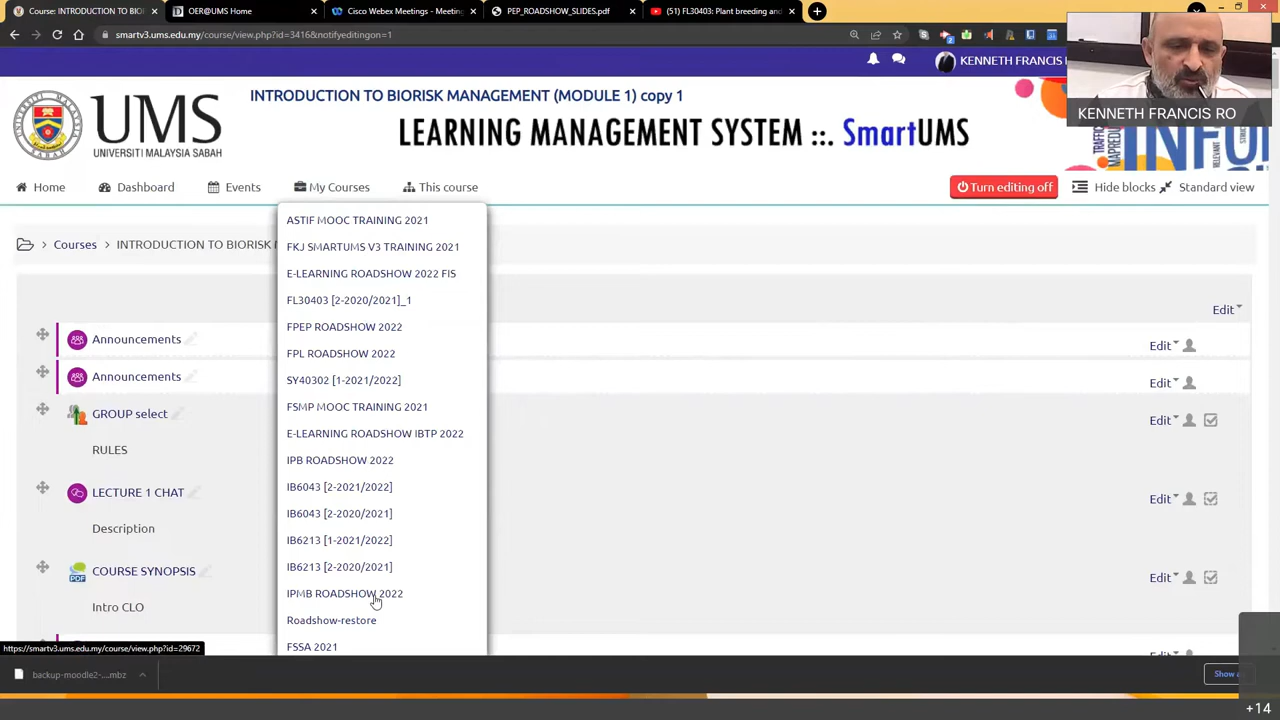 Course: INTRODUCTION TO BIORIS
OER@UMS Home
Cisco Webex Meetings - Meeting
PEP_ROADSHOW_SLIDES.pdf
(51) FL30403: Plant breeding and
smartv3.ums.edu.my/course/view.php?id=3416&notifyeditingon=1
KENNETH FRANCIS
KENNETH FRANCIS RO
UMS
UNIVERSITI MALAYSIA SABAH
INTRODUCTION TO BIORISK MANAGEMENT (MODULE 1) copy 1
LEARNING MANAGEMENT SYSTEM ::. SmartUMS
Home
Dashboard
Events
My Courses
This course
Turn editing off
Hide blocks
Standard view
Courses
INTRODUCTION TO BIORISK
ASTIF MOOC TRAINING 2021
FKJ SMARTUMS V3 TRAINING 2021
E-LEARNING ROADSHOW 2022 FIS
FL30403 [2-2020/2021]_1
FPEP ROADSHOW 2022
FPL ROADSHOW 2022
SY40302 [1-2021/2022]
FSMP MOOC TRAINING 2021
E-LEARNING ROADSHOW IBTP 2022
IPB ROADSHOW 2022
IB6043 [2-2021/2022]
IB6043 [2-2020/2021]
IB6213 [1-2021/2022]
IB6213 [2-2020/2021]
IPMB ROADSHOW 2022
Roadshow-restore
FSSA 2021
Edit
Announcements
Edit
Announcements
Edit
GROUP select
Edit
RULES
LECTURE 1 CHAT
Edit
Description
COURSE SYNOPSIS
Edit
Intro CLO
https://smartv3.ums.edu.my/course/view.php?id=29672
backup-moodle2-....mbz
Show a
+14